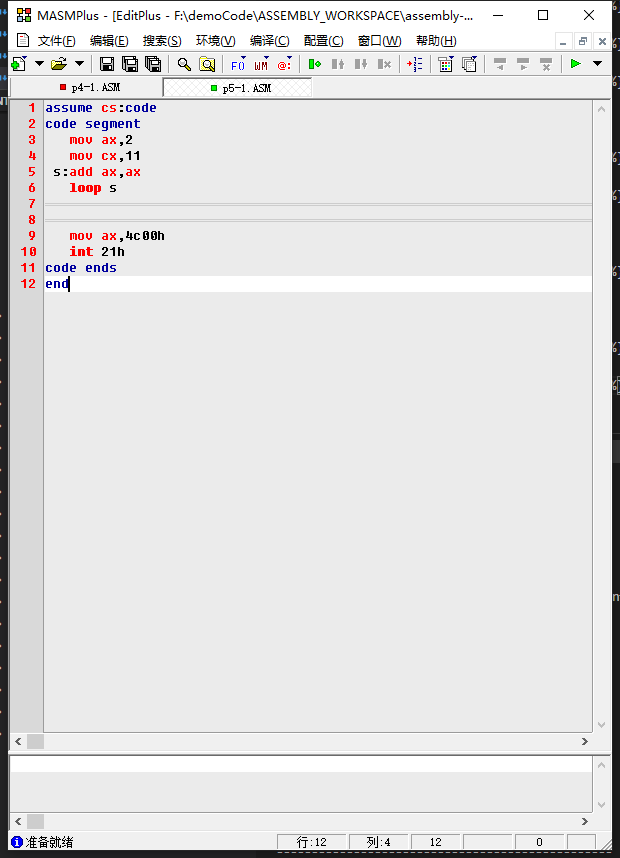 MASMPlus - [EditPlus - F:\demoCode\ASSEMBLY_WORKSPACE\assembly-...
文件(F) 编辑(E) 搜索(S) 环境(V) 编译(C) 配置(C) 窗口(W) 帮助(H)
FO WM @:
p4-1.ASM p5-1.ASM
1 assume cs:code
2 code segment
3 mov ax,2
4 mov cx,11
5 s:add ax,ax
6 loop s
7
8
9 mov ax,4c00h
10 int 21h
11 code ends
12 end
准备就绪 行:12 列:4 12 0